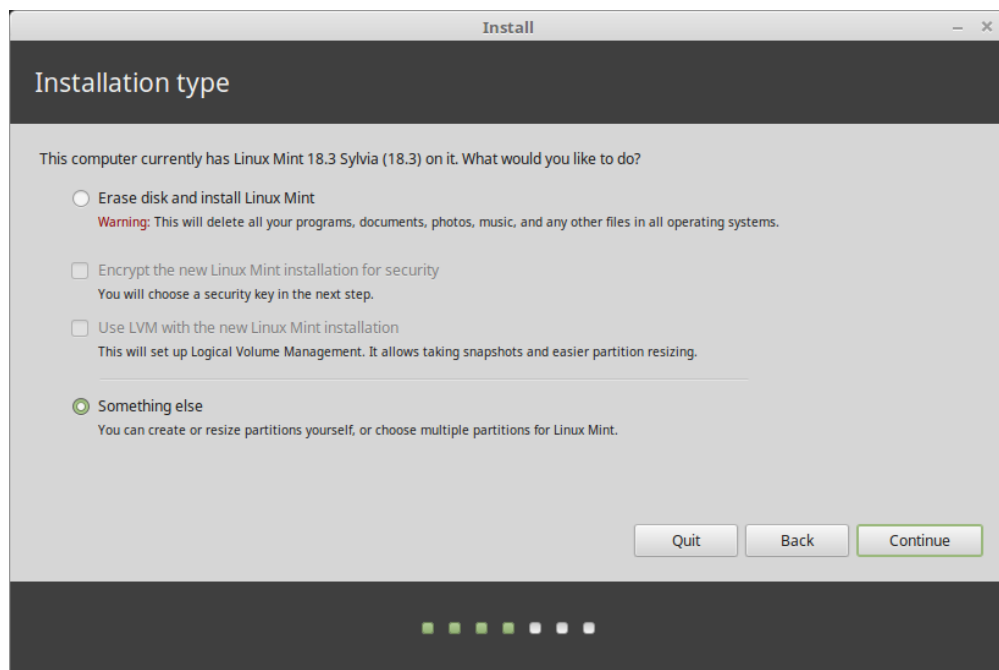 Install
Installation type
This computer currently has Linux Mint 18.3 Sylvia (18.3) on it. What would you like to do?
Erase disk and install Linux Mint
Warning: This will delete all your programs, documents, photos, music, and any other files in all operating systems.
Encrypt the new Linux Mint installation for security
You will choose a security key in the next step.
Use LVM with the new Linux Mint installation
This will set up Logical Volume Management. It allows taking snapshots and easier partition resizing.
Something else
You can create or resize partitions yourself, or choose multiple partitions for Linux Mint.
Quit Back Continue